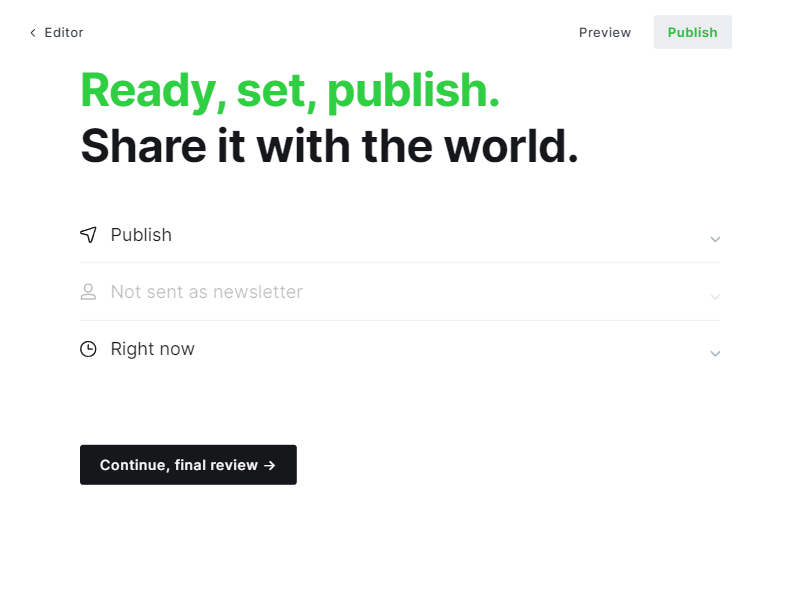 Editor
Preview
Publish
Ready, set, publish.
Share it with the world.
Publish
Not sent as newsletter
Right now
Continue, final review →